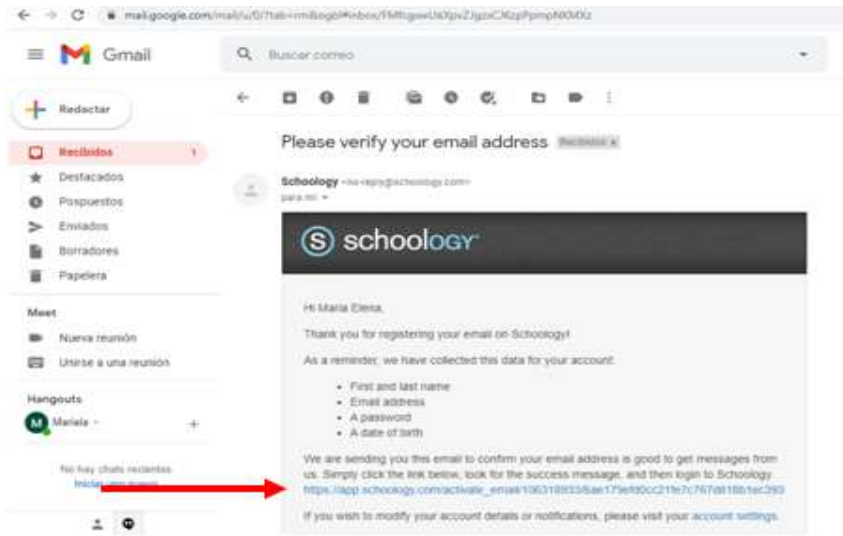 mail.google.com/mail/u/0/?tab=rm&ogbl#inbox/
Gmail
Buscar correo
Redactar
Recibidos 1
Destacados
Pospuestos
Enviados
Borradores
Papelera
Meet
Nueva reunión
Unirse a una reunión
Hangouts
M Mariela
+
No hay chats recientes
Please verify your email address Recibidos x
Schoology <no-reply@schoology.com>
para mí
S schoology
Hi Maria Elena,
Thank you for registering your email on Schoology!
As a reminder, we have collected this data for your account:
• First and last name
• Email address
• A password
• A date of birth
We are sending you this email to confirm your email address is good to get messages from
us. Simply click the link below, look for the success message, and then login to Schoology.
https://app.schoology.com/activate_email/
If you wish to modify your account details or notifications, please visit your account settings.